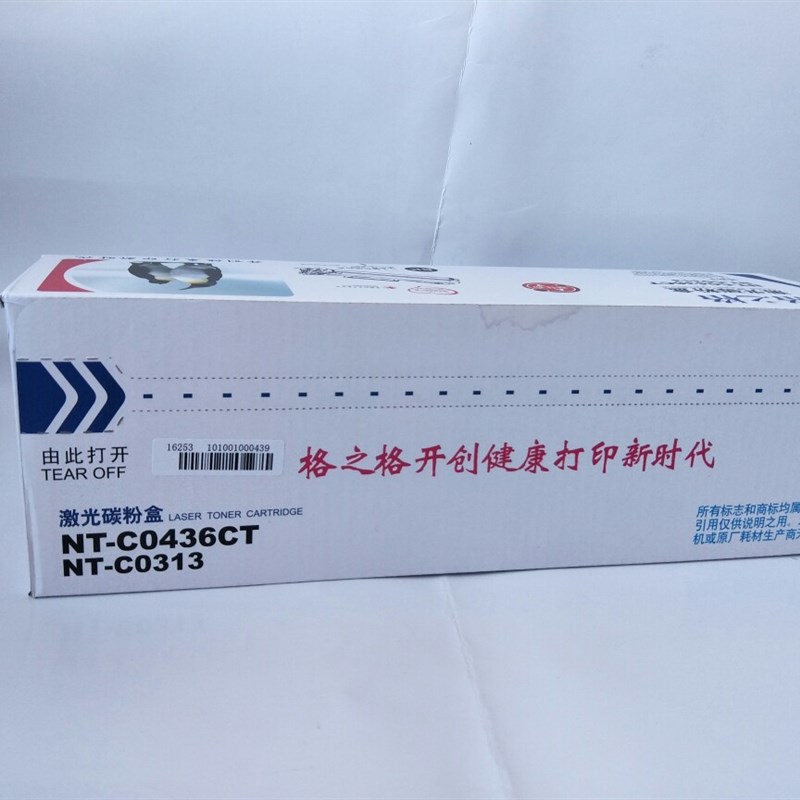 由此打开
TEAR OFF
16253 101001000439
格之格开创健康打印新时代
激光碳粉盒 LASER TONER CARTRIDGE
NT-C0436CT
NT-C0313
所有标志和商标均属
引用仅供说明之用,
机或原厂耗材生产商